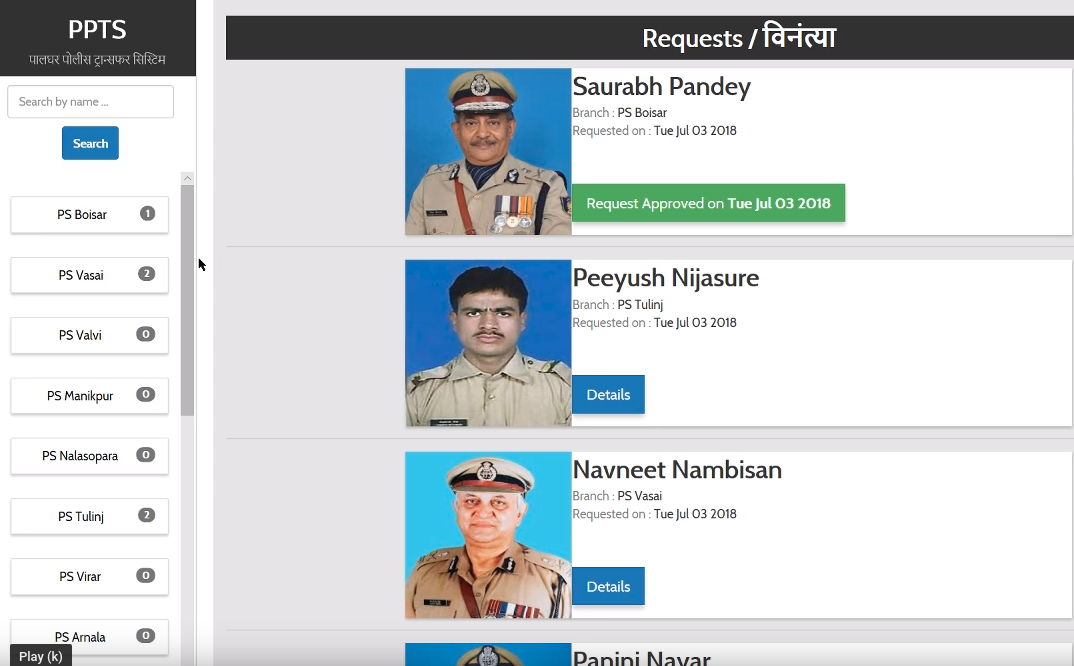 PPTS
पालघर पोलीस ट्रान्सफर सिस्टिम
Search by name ...
Search
PS Boisar 1
PS Vasai 2
PS Valvi 0
PS Manikpur 0
PS Nalasopara 0
PS Tulinj 2
PS Virar 0
PS Arnala 0
Play (k)
Requests / विनंत्या
Saurabh Pandey
Branch : PS Boisar
Requested on : Tue Jul 03 2018
Request Approved on Tue Jul 03 2018
Peeyush Nijasure
Branch : PS Tulinj
Requested on : Tue Jul 03 2018
Details
Navneet Nambisan
Branch : PS Vasai
Requested on : Tue Jul 03 2018
Details
Panini Nayar